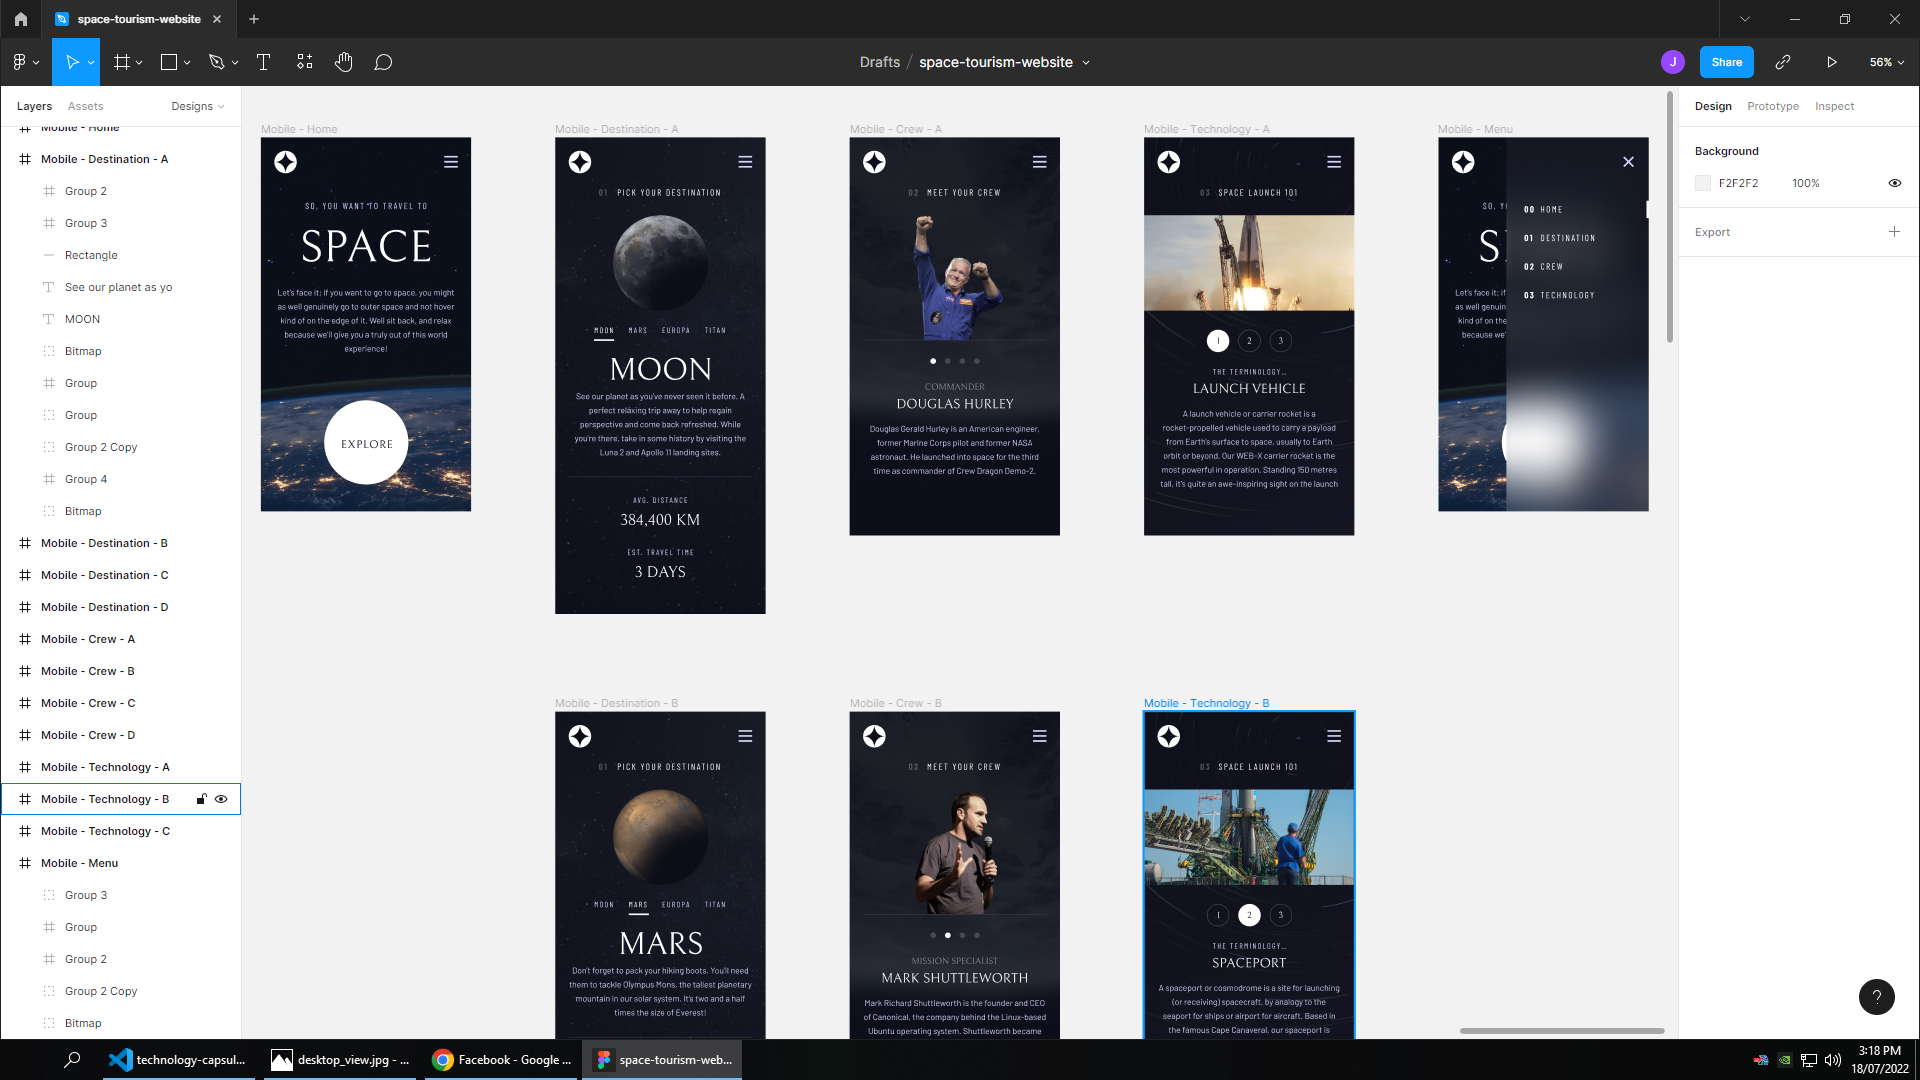 space-tourism-website
Drafts / space-tourism-website
J
Share
56%
Layers
Assets
Designs
Mobile - Home
Mobile - Destination - A
Group 2
Group 3
Rectangle
See our planet as yo
MOON
Bitmap
Group
Group
Group 2 Copy
Group 4
Bitmap
Mobile - Destination - B
Mobile - Destination - C
Mobile - Destination - D
Mobile - Crew - A
Mobile - Crew - B
Mobile - Crew - C
Mobile - Crew - D
Mobile - Technology - A
Mobile - Technology - B
Mobile - Technology - C
Mobile - Menu
Group 3
Group
Group 2
Group 2 Copy
Bitmap
Mobile - Home
SO, YOU WANT TO TRAVEL TO
SPACE
Let's face it; if you want to go to space, you might
as well genuinely go to outer space and not hover
kind of on the edge of it. Well sit back, and relax
because we'll give you a truly out of this world
experience!
EXPLORE
Mobile - Destination - A
01 PICK YOUR DESTINATION
MOON MARS EUROPA TITAN
MOON
See our planet as you've never seen it before. A
perfect relaxing trip away to help regain
perspective and come back refreshed. While
you're there, take in some history by visiting the
Luna 2 and Apollo 11 landing sites.
AVG. DISTANCE
384,400 KM
EST. TRAVEL TIME
3 DAYS
Mobile - Crew - A
02 MEET YOUR CREW
COMMANDER
DOUGLAS HURLEY
Douglas Gerald Hurley is an American engineer,
former Marine Corps pilot and former NASA
astronaut. He launched into space for the third
time as commander of Crew Dragon Demo-2.
Mobile - Technology - A
03 SPACE LAUNCH 101
1 2 3
THE TERMINOLOGY...
LAUNCH VEHICLE
A launch vehicle or carrier rocket is a
rocket-propelled vehicle used to carry a payload
from Earth's surface to space, usually to Earth
orbit or beyond. Our WEB-X carrier rocket is the
most powerful in operation. Standing 150 metres
tall, it's quite an awe-inspiring sight on the launch
Mobile - Menu
SO, Y
S
Let's face it; if
as well genuin
kind of on the
because we'
00 HOME
01 DESTINATION
02 CREW
03 TECHNOLOGY
Mobile - Destination - B
01 PICK YOUR DESTINATION
MOON MARS EUROPA TITAN
MARS
Don't forget to pack your hiking boots. You'll need
them to tackle Olympus Mons, the tallest planetary
mountain in our solar system. It's two and a half
times the size of Everest!
Mobile - Crew - B
02 MEET YOUR CREW
MISSION SPECIALIST
MARK SHUTTLEWORTH
Mark Richard Shuttleworth is the founder and CEO
of Canonical, the company behind the Linux-based
Ubuntu operating system. Shuttleworth became
Mobile - Technology - B
03 SPACE LAUNCH 101
1 2 3
THE TERMINOLOGY...
SPACEPORT
A spaceport or cosmodrome is a site for launching
(or receiving) spacecraft, by analogy to the
seaport for ships or airport for aircraft. Based in
the famous Cape Canaveral, our spaceport is
Design
Prototype
Inspect
Background
F2F2F2
100%
Export
?
technology-capsul...
desktop_view.jpg - ...
Facebook - Google ...
space-tourism-web...
3:18 PM
18/07/2022